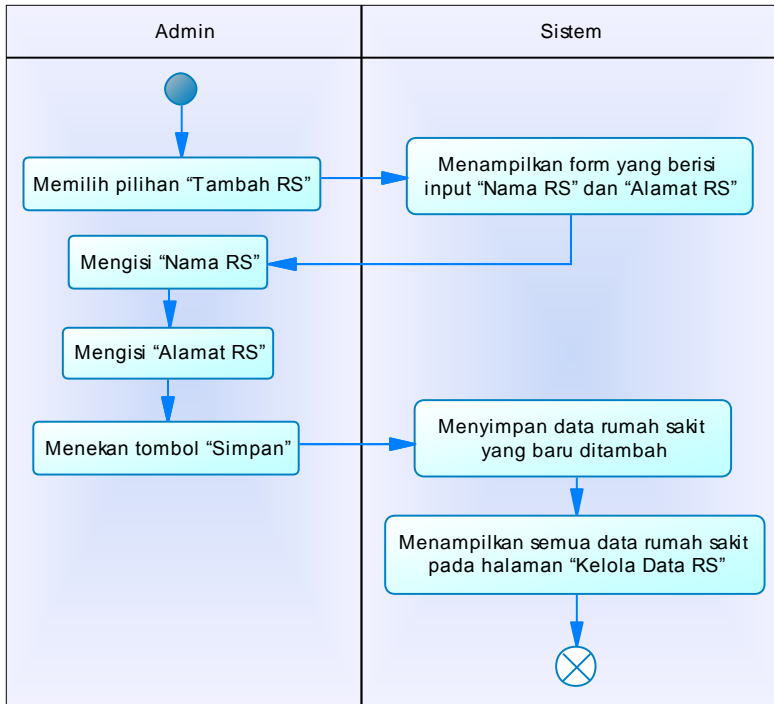 Admin
Sistem
Memilih pilihan “Tambah RS”
Menampilkan form yang berisi
input “Nama RS” dan “Alamat RS”
Mengisi “Nama RS”
Mengisi “Alamat RS”
Menekan tombol “Simpan”
Menyimpan data rumah sakit
yang baru ditambah
Menampilkan semua data rumah sakit
pada halaman “Kelola Data RS”